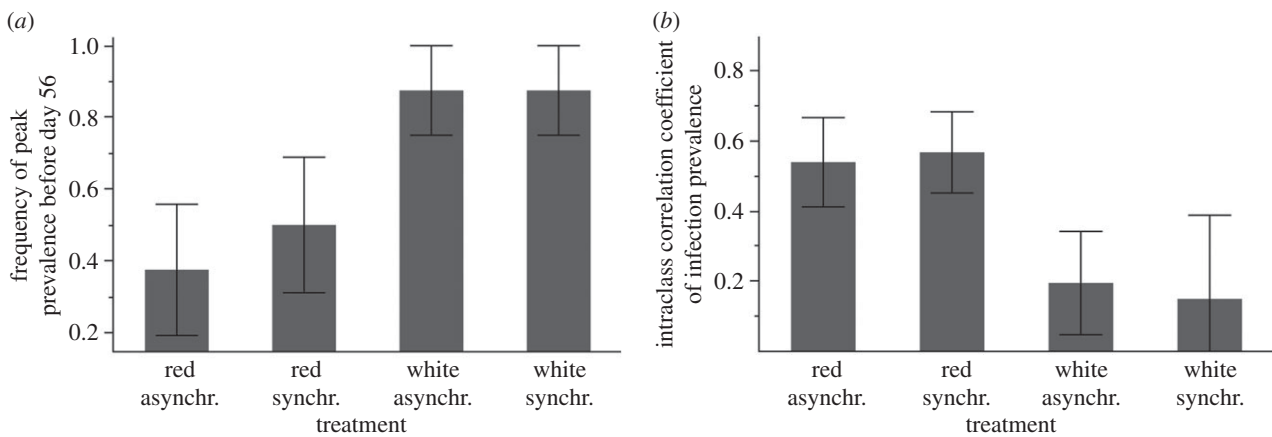 (a)
frequency of peak
prevalence before day 56
1.0
0.8
0.6
0.4
0.2
red
asynchr.
red
synchr.
white
asynchr.
white
synchr.
treatment
(b)
intraclass correlation coefficient
of infection prevalence
0.8
0.6
0.4
0.2
red
asynchr.
red
synchr.
white
asynchr.
white
synchr.
treatment